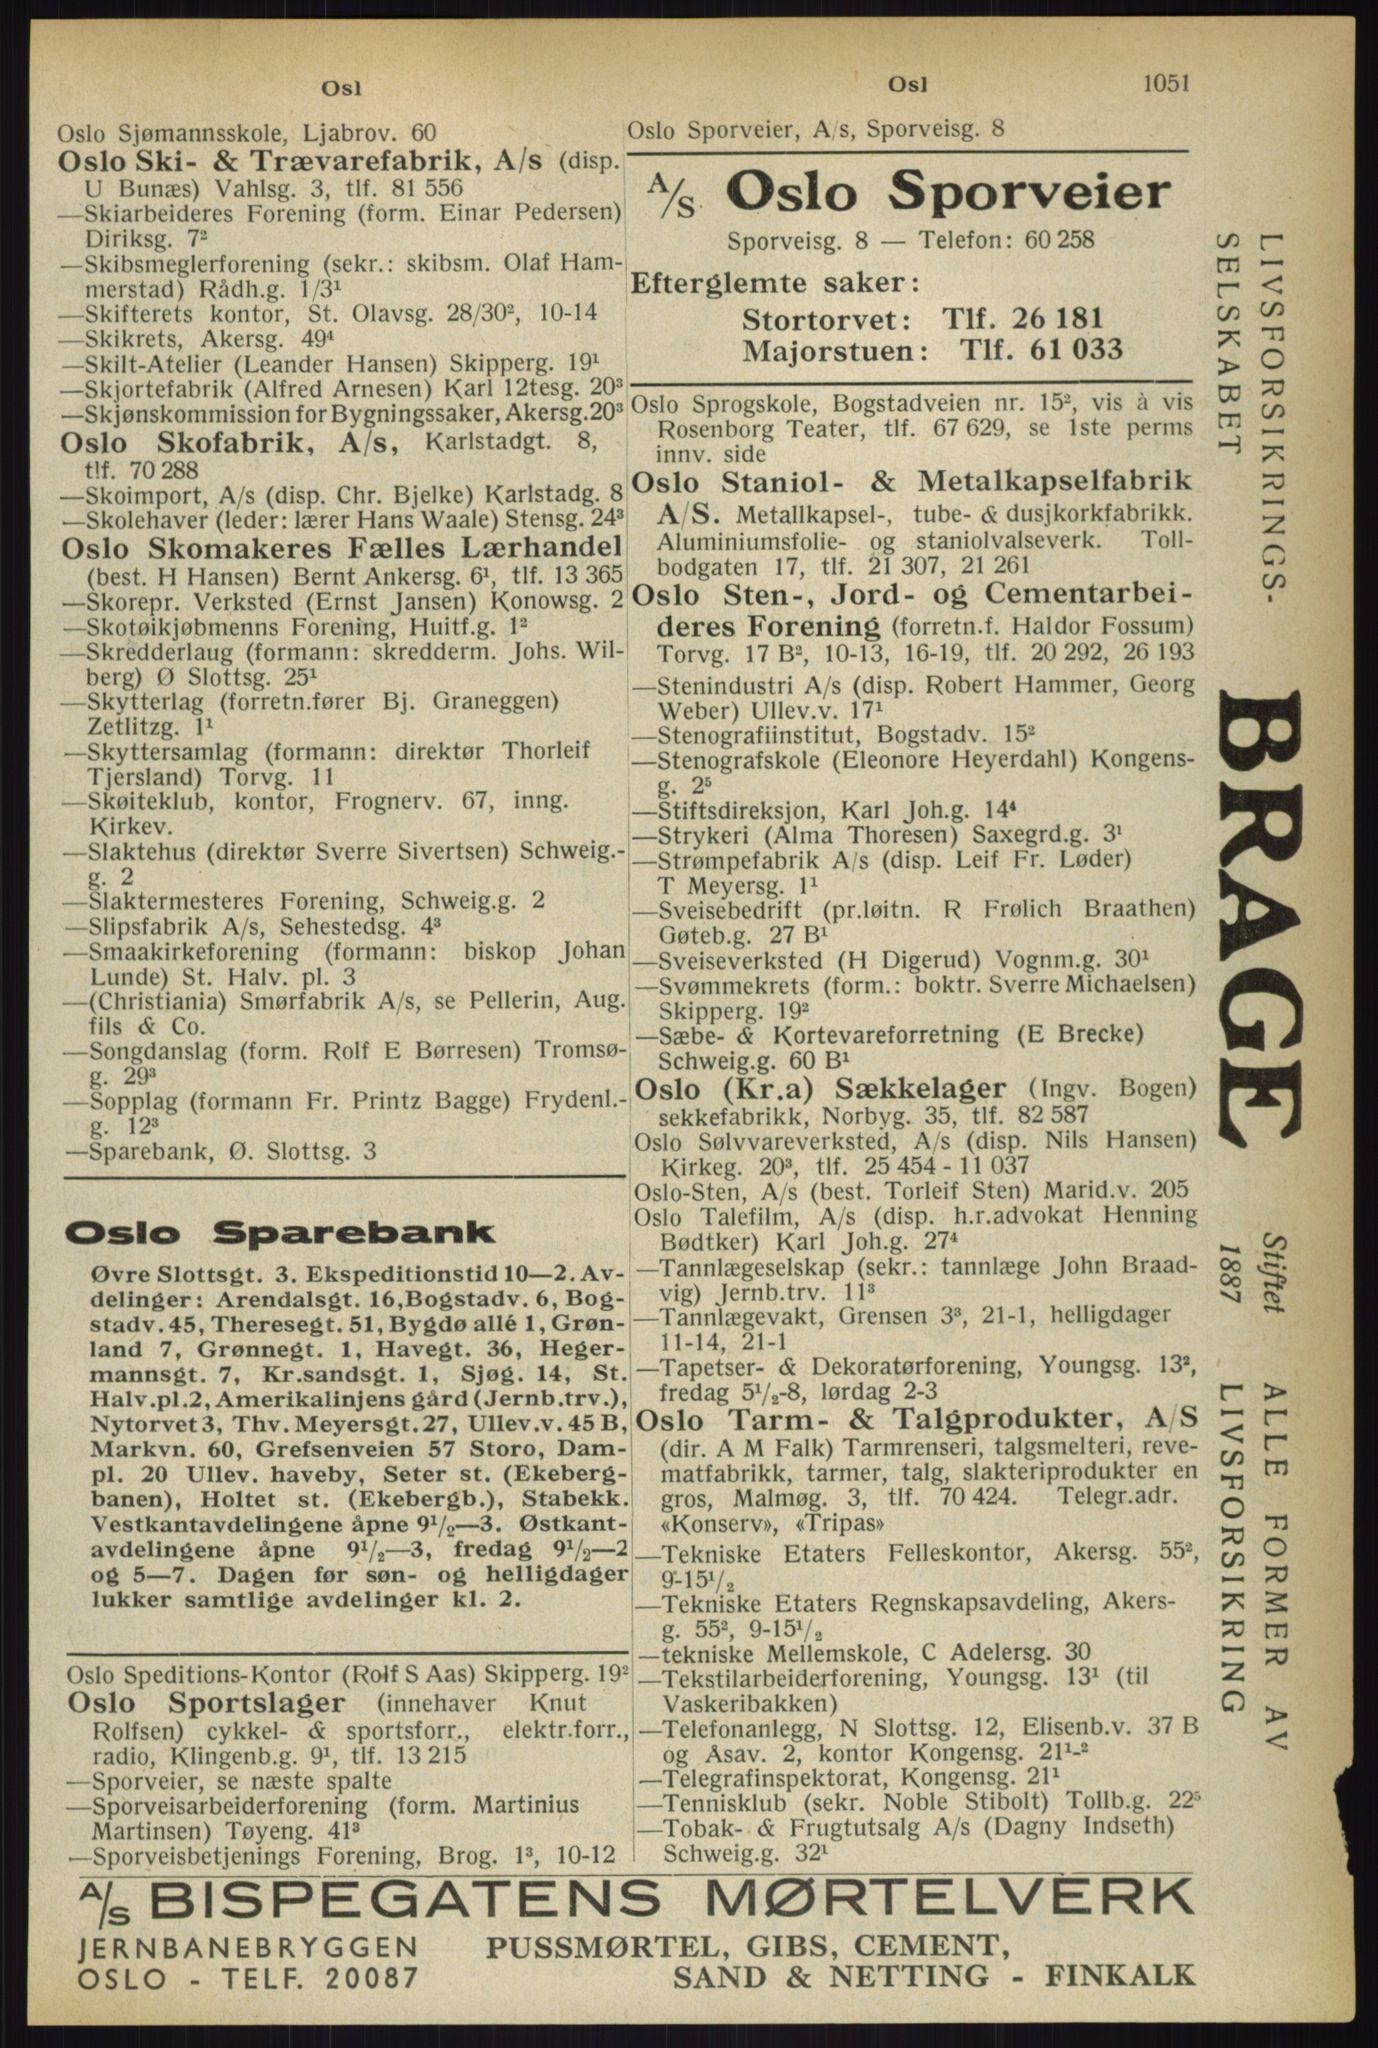 Osl
Oslo Sjømannsskole, Ljabrov. 60
Oslo Ski- & Trævarefabrik, A/s (disp.
U Bunæs) Vahlsg. 3, tlf. 81 556
—Skiarbeideres Forening (form. Einar Pedersen)
Diriksg. 7²
—Skibsmeglerforening (sekr.: skibsm. Olaf Ham-
merstad) Rådh.g. 1/3¹
—Skifterets kontor, St. Olavsg. 28/30², 10-14
—Skikrets, Akersg. 49⁴
—Skilt-Atelier (Leander Hansen) Skipperg. 19¹
—Skjortefabrik (Alfred Arnesen) Karl 12tesg. 20³
—Skjønskommission for Bygningssaker, Akersg. 20³
Oslo Skofabrik, A/s, Karlstadgt. 8,
tlf. 70 288
—Skoimport, A/s (disp. Chr. Bjelke) Karlstadg. 8
—Skolehaver (leder: lærer Hans Waale) Stensg. 24³
Oslo Skomakeres Fælles Lærhandel
(best. H Hansen) Bernt Ankersg. 6¹, tlf. 13 365
—Skorepr. Verksted (Ernst Jansen) Konowsg. 2
—Skotøikjøbmenns Forening, Huitf.g. 1²
—Skredderlaug (formann: skredderm. Johs. Wil-
berg) Ø Slottsg. 25¹
—Skytterlag (forretn.fører Bj. Graneggen)
Zetlitzg. 1¹
—Skyttersamlag (formann: direktør Thorleif
Tjersland) Torvg. 11
—Skøiteklub, kontor, Frognerv. 67, inng.
Kirkev.
—Slaktehus (direktør Sverre Sivertsen) Schweig.-
g. 2
—Slaktermesteres Forening, Schweig.g. 2
—Slipsfabrik A/s, Sehestedsg. 4³
—Smaakirkeforening (formann: biskop Johan
Lunde) St. Halv. pl. 3
—(Christiania) Smørfabrik A/s, se Pellerin, Aug.
fils & Co.
—Songdanslag (form. Rolf E Børresen) Tromsø-
g. 29³
—Sopplag (formann Fr. Printz Bagge) Frydenl.-
g. 12³
—Sparebank, Ø. Slottsg. 3
Oslo Sparebank
Øvre Slottsgt. 3. Ekspeditionstid 10—2. Av-
delinger: Arendalsgt. 16, Bogstadv. 6, Bog-
stadv. 45, Theresegt. 51, Bygdø allé 1, Grøn-
land 7, Grønnegt. 1, Havegt. 36, Heger-
mannsgt. 7, Kr.sandsgt. 1, Sjøg. 14, St.
Halv.pl.2, Amerikalinjens gård (Jernb.trv.),
Nytorvet 3, Thv. Meyersgt. 27, Ullev.v. 45 B,
Markvn. 60, Grefsenveien 57 Storo, Dam-
pl. 20 Ullev. haveby, Seter st. (Ekeberg-
banen), Holtet st. (Ekebergb.), Stabekk.
Vestkantavdelingene åpne 9½—3. Østkant-
avdelingene åpne 9½—3, fredag 9½—2
og 5—7. Dagen før søn- og helligdager
lukker samtlige avdelinger kl. 2.
Oslo Speditions-Kontor (Rolf S Aas) Skipperg. 19²
Oslo Sportslager (innehaver Knut
Rolfsen) cykkel- & sportsforr., elektr.forr.,
radio, Klingenb.g. 9¹, tlf. 13 215
—Sporveier, se næste spalte
—Sporveisarbeiderforening (form. Martinius
Martinsen) Tøyeng. 41³
—Sporveisbetjenings Forening, Brog. 1³, 10-12
Osl 1051
Oslo Sporveier, A/s, Sporveisg. 8
A/S Oslo Sporveier
Sporveisg. 8 — Telefon: 60 258
Efterglemte saker:
Stortorvet: Tlf. 26 181
Majorstuen: Tlf. 61 033
Oslo Sprogskole, Bogstadveien nr. 15², vis à vis
Rosenborg Teater, tlf. 67 629, se 1ste perms
innv. side
Oslo Staniol- & Metalkapselfabrik
A/S. Metallkapsel-, tube- & dusjkorkfabrikk.
Aluminiumsfolie- og staniolvalseverk. Toll-
bodgaten 17, tlf. 21 307, 21 261
Oslo Sten-, Jord- og Cementarbei-
deres Forening (forretn.f. Haldor Fossum)
Torvg. 17 B², 10-13, 16-19, tlf. 20 292, 26 193
—Stenindustri A/s (disp. Robert Hammer, Georg
Weber) Ullev.v. 17¹
—Stenografiinstitut, Bogstadv. 15²
—Stenografskole (Eleonore Heyerdahl) Kongens-
g. 2⁵
—Stiftsdireksjon, Karl Joh.g. 14⁴
—Strykeri (Alma Thoresen) Saxegrd.g. 3¹
—Strømpefabrik A/s (disp. Leif Fr. Løder)
T Meyersg. 1¹
—Sveisebedrift (pr.løitn. R Frølich Braathen)
Gøteb.g. 27 B¹
—Sveiseverksted (H Digerud) Vognm.g. 30¹
—Svømmekrets (form.: boktr. Sverre Michaelsen)
Skipperg. 19²
—Sæbe- & Kortevareforretning (E Brecke)
Schweig.g. 60 B¹
Oslo (Kr.a) Sækkelager (Ingv. Bogen)
sekkefabrikk, Norbyg. 35, tlf. 82 587
Oslo Sølvvareverksted, A/s (disp. Nils Hansen)
Kirkeg. 20³, tlf. 25 454 - 11 037
Oslo-Sten, A/s (best. Torleif Sten) Marid.v. 205
Oslo Talefilm, A/s (disp. h.r.advokat Henning
Bødtker) Karl Joh.g. 27⁴
—Tannlægeselskap (sekr.: tannlæge John Braad-
vig) Jernb.trv. 11³
—Tannlægevakt, Grensen 3³, 21-1, helligdager
11-14, 21-1
—Tapetser- & Dekoratørforening, Youngsg. 13²,
fredag 5½-8, lørdag 2-3
Oslo Tarm- & Talgprodukter, A/S
(dir. A M Falk) Tarmrenseri, talgsmelteri, reve-
matfabrikk, tarmer, talg, slakteriprodukter en
gros, Malmøg. 3, tlf. 70 424. Telegr.adr.
«Konserv», «Tripas»
—Tekniske Etaters Felleskontor, Akersg. 55²,
9-15½
—Tekniske Etaters Regnskapsavdeling, Akers-
g. 55², 9-15½
—tekniske Mellemskole, C Adelersg. 30
—Tekstilarbeiderforening, Youngsg. 13¹ (til
Vaskeribakken)
—Telefonanlegg, N Slottsg. 12, Elisenb.v. 37 B
og Åsav. 2, kontor Kongensg. 21¹-²
—Telegrafinspektorat, Kongensg. 21¹
—Tennisklub (sekr. Noble Stibolt) Tollb.g. 22⁵
—Tobak- & Frugtutsalg A/s (Dagny Indseth)
Schweig.g. 32¹
LIVSFORSIKRINGS-
SELSKABET
BRAGE
Stiftet
1887
ALLE FORMER AV
LIVSFORSIKRING
A/S BISPEGATENS MØRTELVERK
JERNBANEBRYGGEN
OSLO - TELF. 20087
PUSSMØRTEL, GIBS, CEMENT,
SAND & NETTING - FINKALK